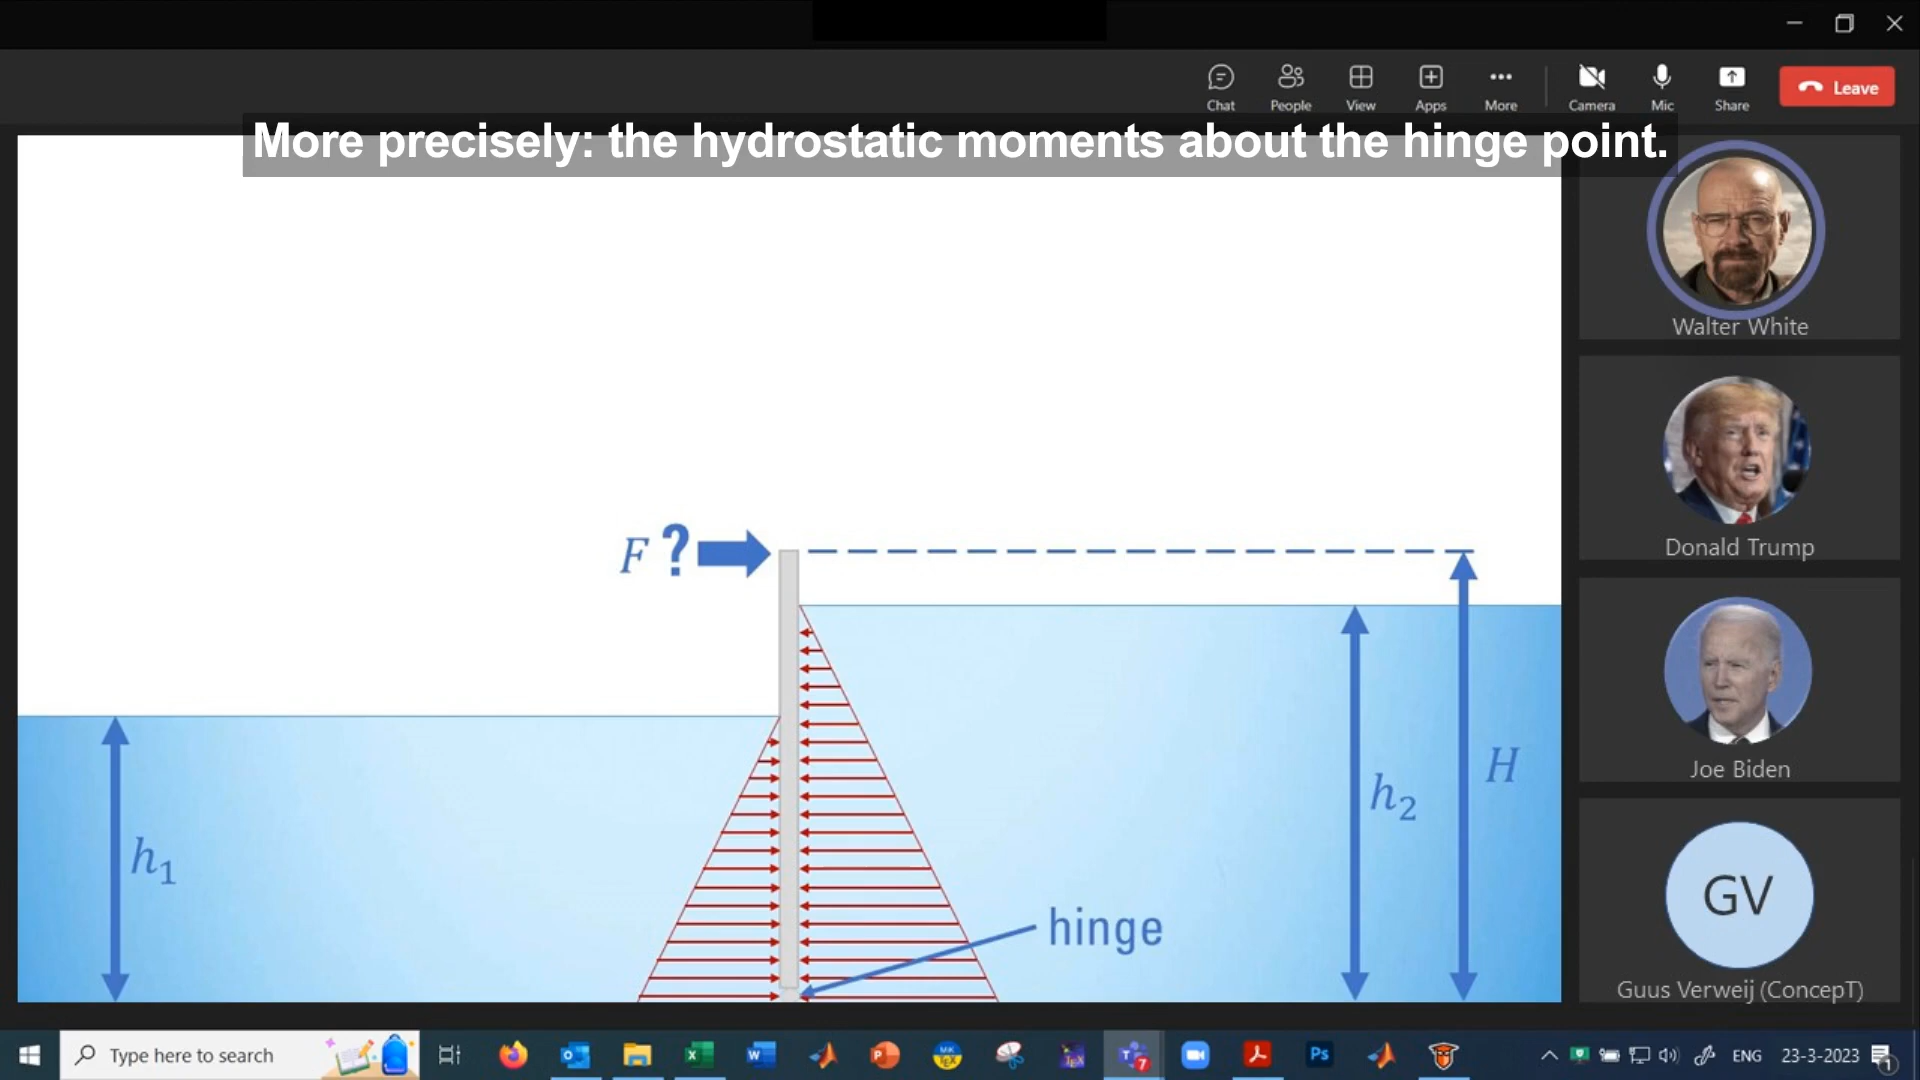 Chat People View Apps More Camera Mic Share Leave
More precisely: the hydrostatic moments about the hinge point.
Walter White
F ?
Donald Trump
H
h2
Joe Biden
h1
hinge
GV
Guus Verweij (ConcepT)
Type here to search
ENG 23-3-2023